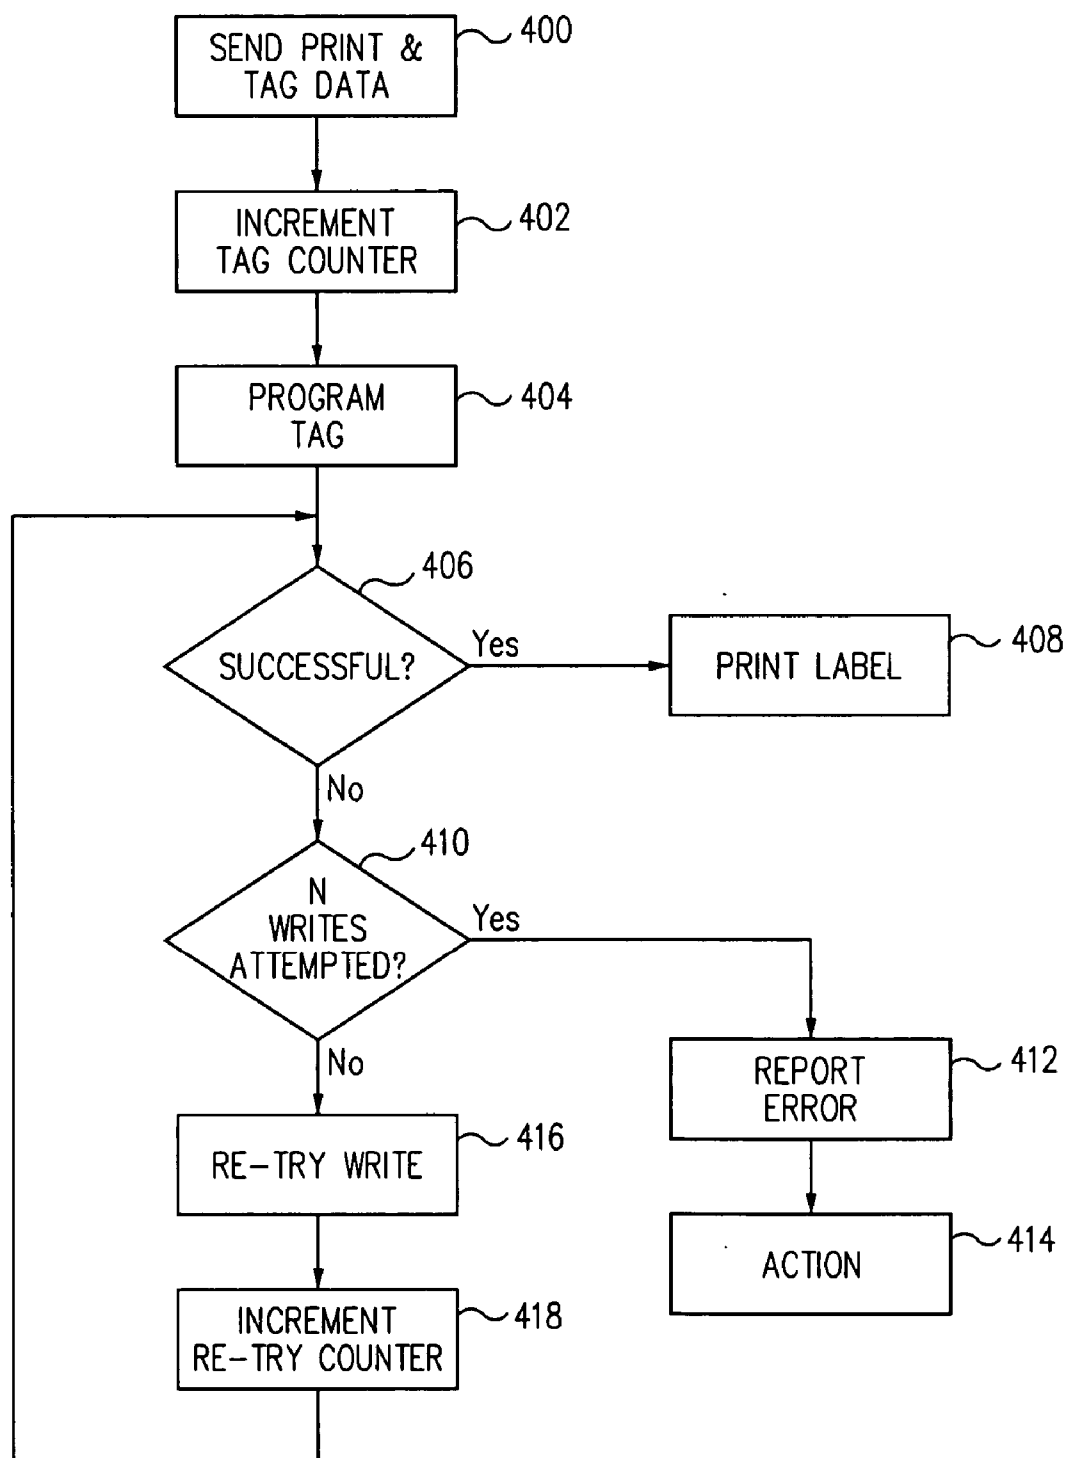 SEND PRINT &
TAG DATA
400
INCREMENT
TAG COUNTER
402
PROGRAM
TAG
404
406
SUCCESSFUL?
Yes
PRINT LABEL
408
No
410
N
WRITES
ATTEMPTED?
Yes
No
REPORT
ERROR
412
RE-TRY WRITE
416
ACTION
414
INCREMENT
RE-TRY COUNTER
418